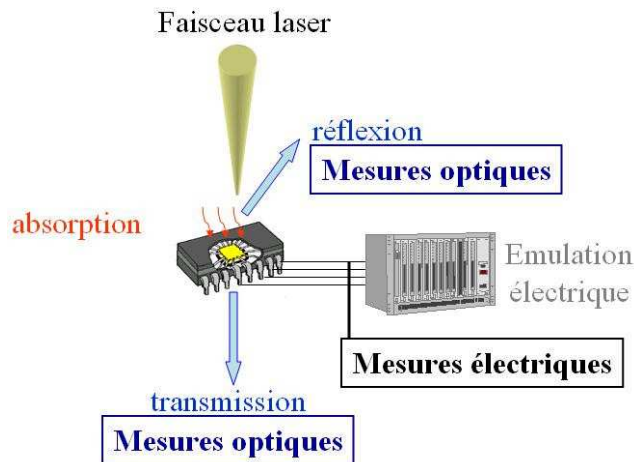 Faisceau laser
réflexion
Mesures optiques
absorption
Emulation
électrique
Mesures électriques
transmission
Mesures optiques